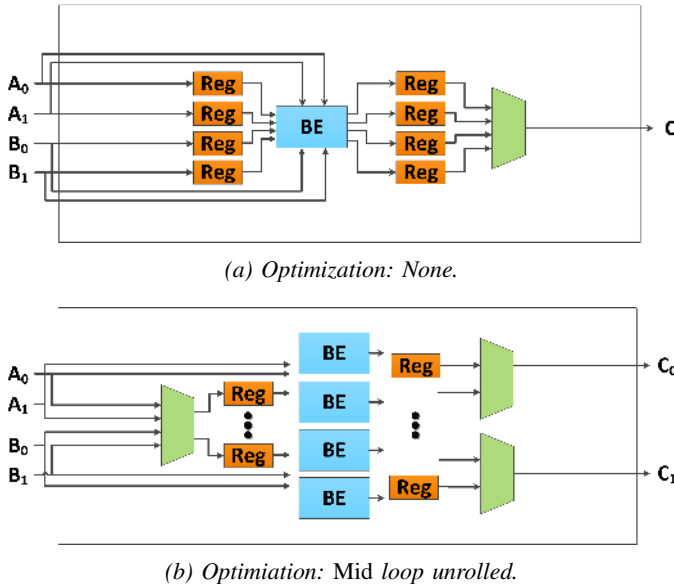 A₀ Reg Reg
A₁ Reg BE Reg C
B₀ Reg Reg
B₁ Reg Reg
(a) Optimization: None.
BE
A₀ Reg C₀
A₁ Reg BE
B₀ BE
Reg
B₁ BE Reg C₁
(b) Optimiation: Mid loop unrolled.